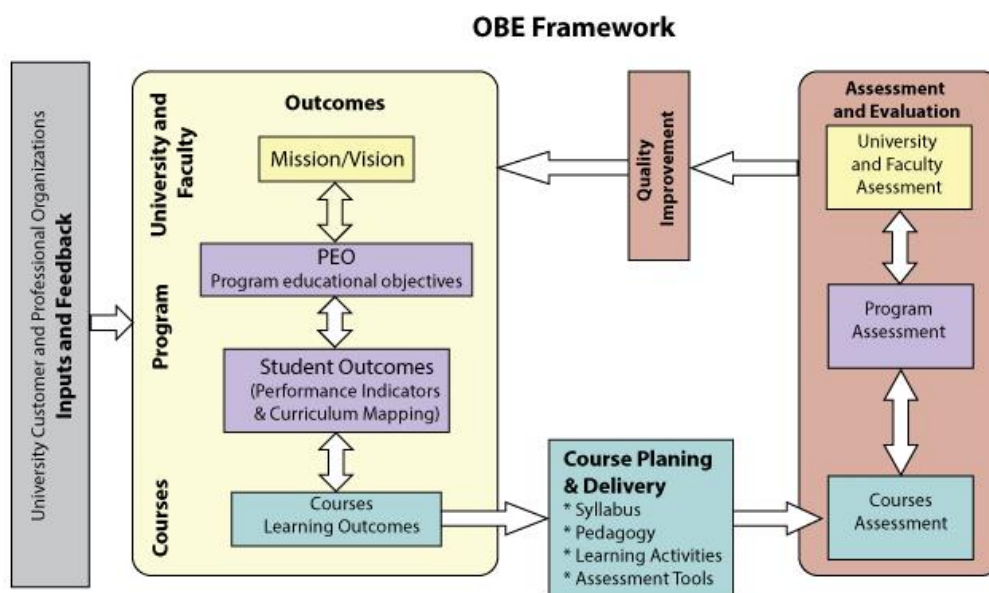 OBE Framework
University Customer and Professional Organizations
Inputs and Feedback
University and
Faculty
Program
Courses
Outcomes
Mission/Vision
PEO
Program educational objectives
Student Outcomes
(Performance Indicators
& Curriculum Mapping)
Courses
Learning Outcomes
Course Planing
& Delivery
* Syllabus
* Pedagogy
* Learning Activities
* Assessment Tools
Quality
Improvement
Assessment
and Evaluation
University
and Faculty
Asessment
Program
Assessment
Courses
Assessment